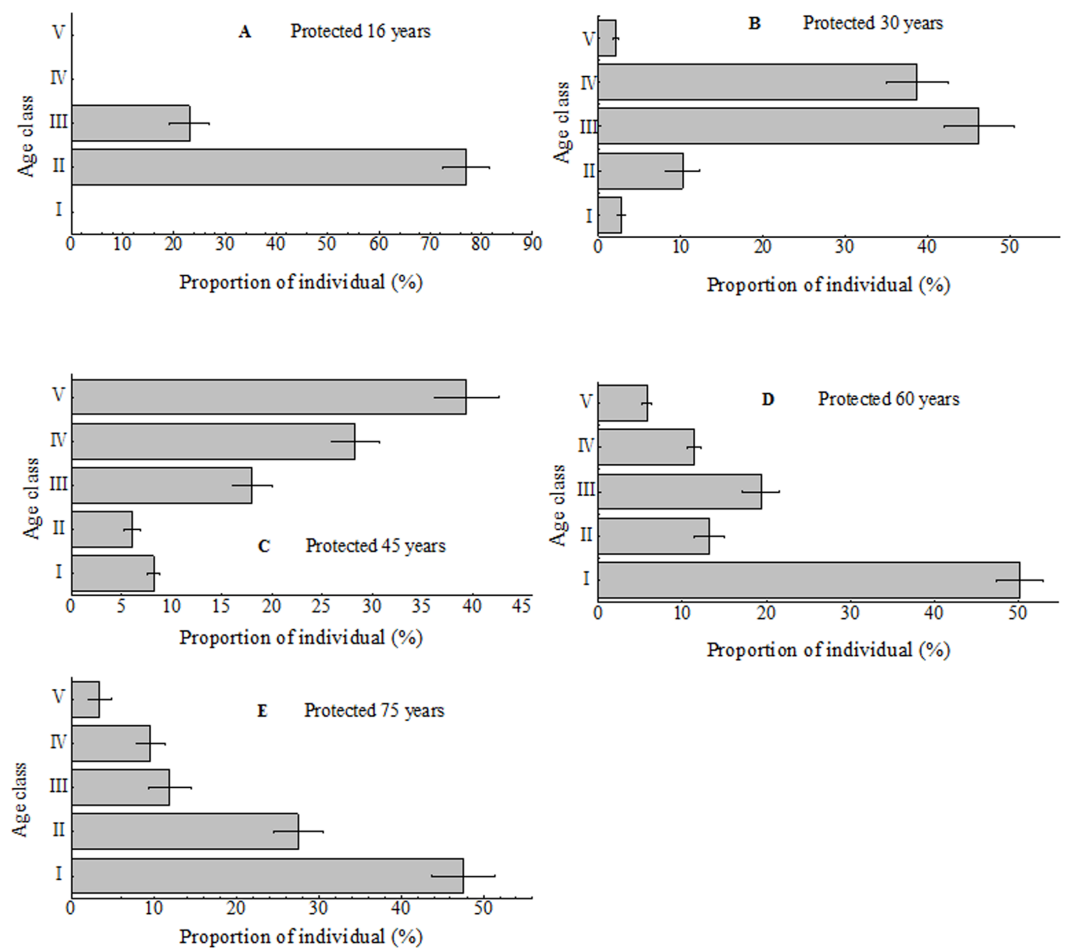 A Protected 16 years
Age class
V
IV
III
II
I
0 10 20 30 40 50 60 70 80 90
Proportion of individual (%)
B Protected 30 years
Age class
V
IV
III
II
I
0 10 20 30 40 50
Proportion of individual (%)
Age class
V
IV
III
II
I
C Protected 45 years
0 5 10 15 20 25 30 35 40 45
Proportion of individual (%)
D Protected 60 years
Age class
V
IV
III
II
I
0 10 20 30 40 50
Proportion of individual (%)
E Protected 75 years
Age class
V
IV
III
II
I
0 10 20 30 40 50
Proportion of individual (%)